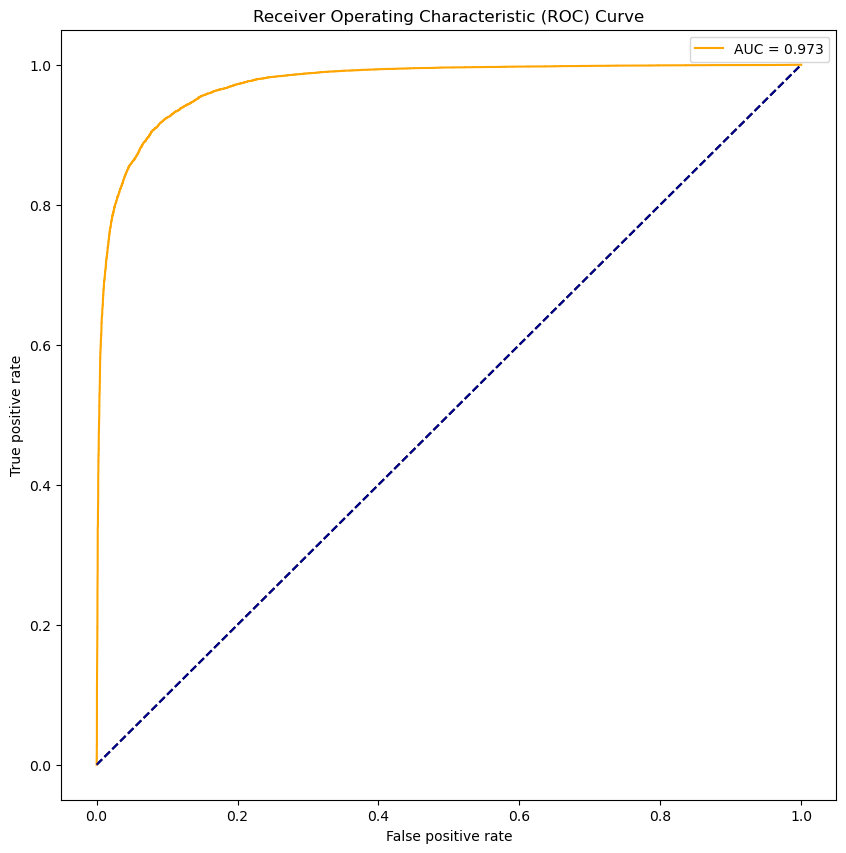 Receiver Operating Characteristic (ROC) Curve
AUC = 0.973
1.0
0.8
0.6
0.4
0.2
0.0
True positive rate
0.0 0.2 0.4 0.6 0.8 1.0
False positive rate